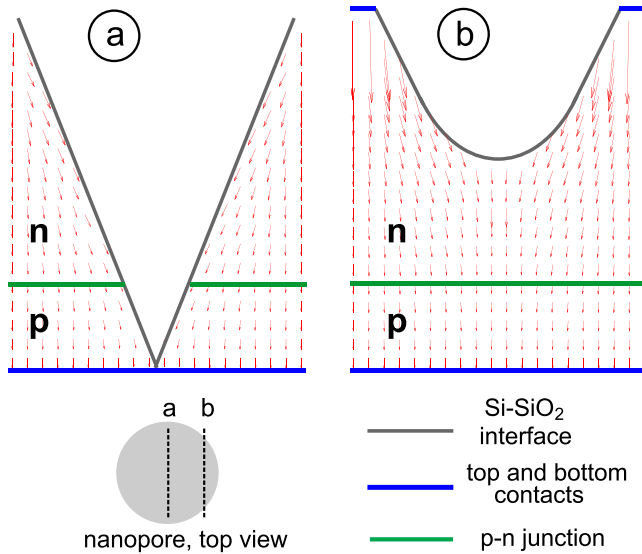 a
b
n
n
p
p
a b
nanopore, top view
Si-SiO₂
interface
top and bottom
contacts
p-n junction